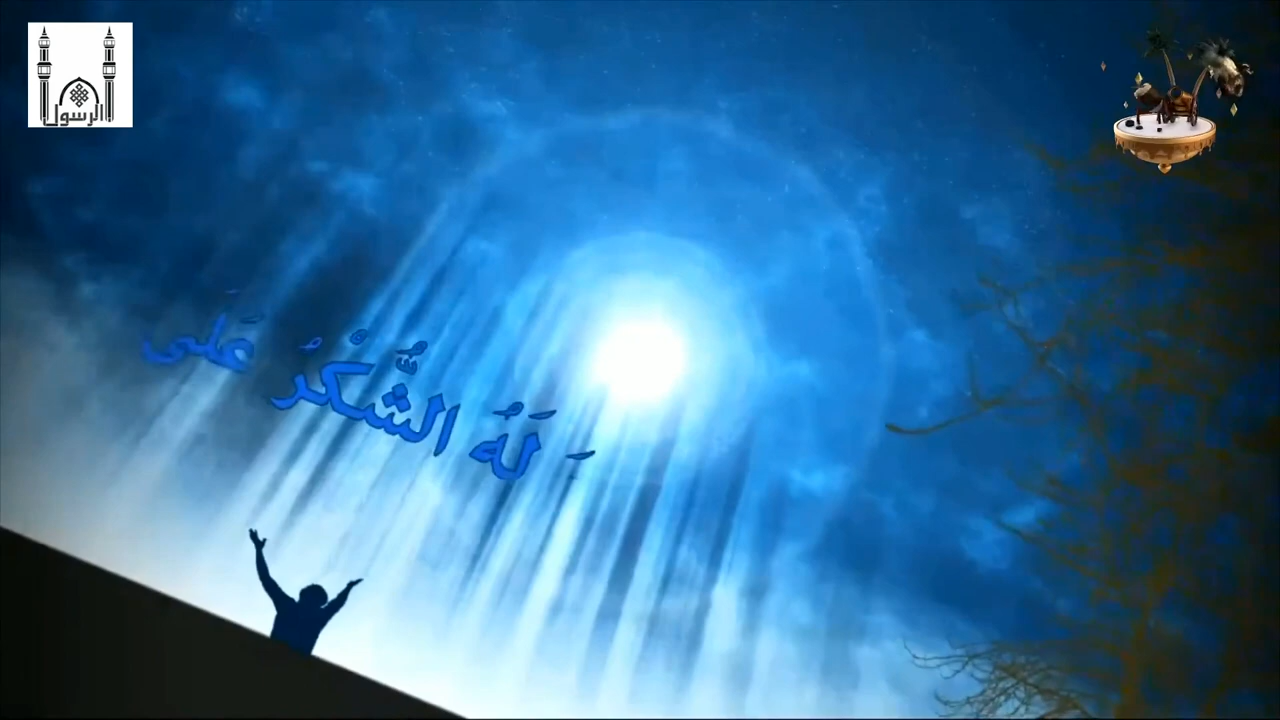 الرسول
لَهُ الشُّكْرُ عَلَى